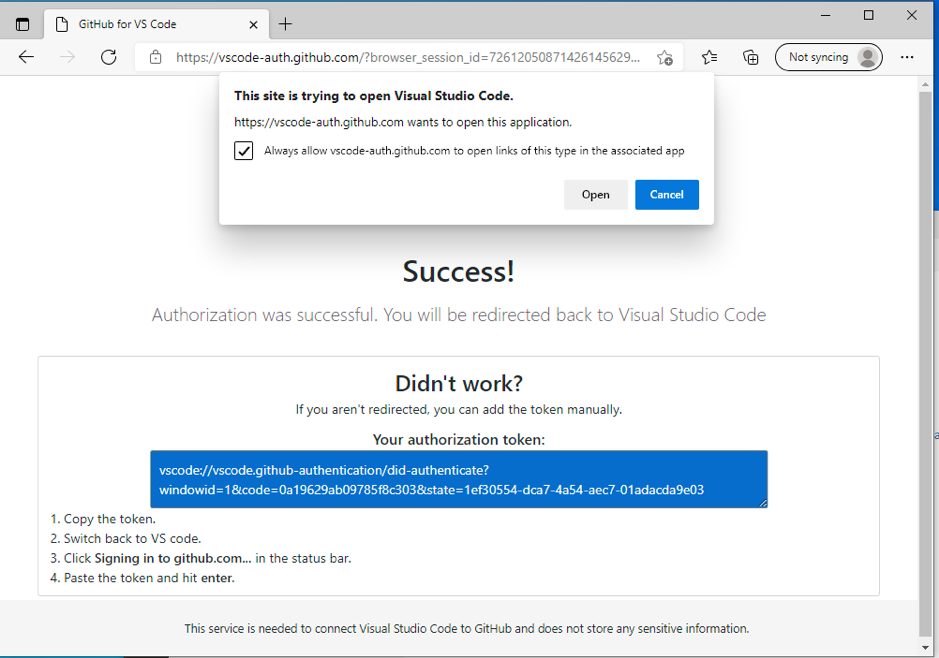 GitHub for VS Code
https://vscode-auth.github.com/?browser_session_id=72612050871426145629...
Not syncing
This site is trying to open Visual Studio Code.
https://vscode-auth.github.com wants to open this application.
Always allow vscode-auth.github.com to open links of this type in the associated app
Open
Cancel
Success!
Authorization was successful. You will be redirected back to Visual Studio Code
Didn't work?
If you aren't redirected, you can add the token manually.
Your authorization token:
vscode://vscode.github-authentication/did-authenticate?
windowid=1&code=0a19629ab09785f8c303&state=1ef30554-dca7-4a54-aec7-01adacda9e03
1. Copy the token.
2. Switch back to VS code.
3. Click Signing in to github.com... in the status bar.
4. Paste the token and hit enter.
This service is needed to connect Visual Studio Code to GitHub and does not store any sensitive information.